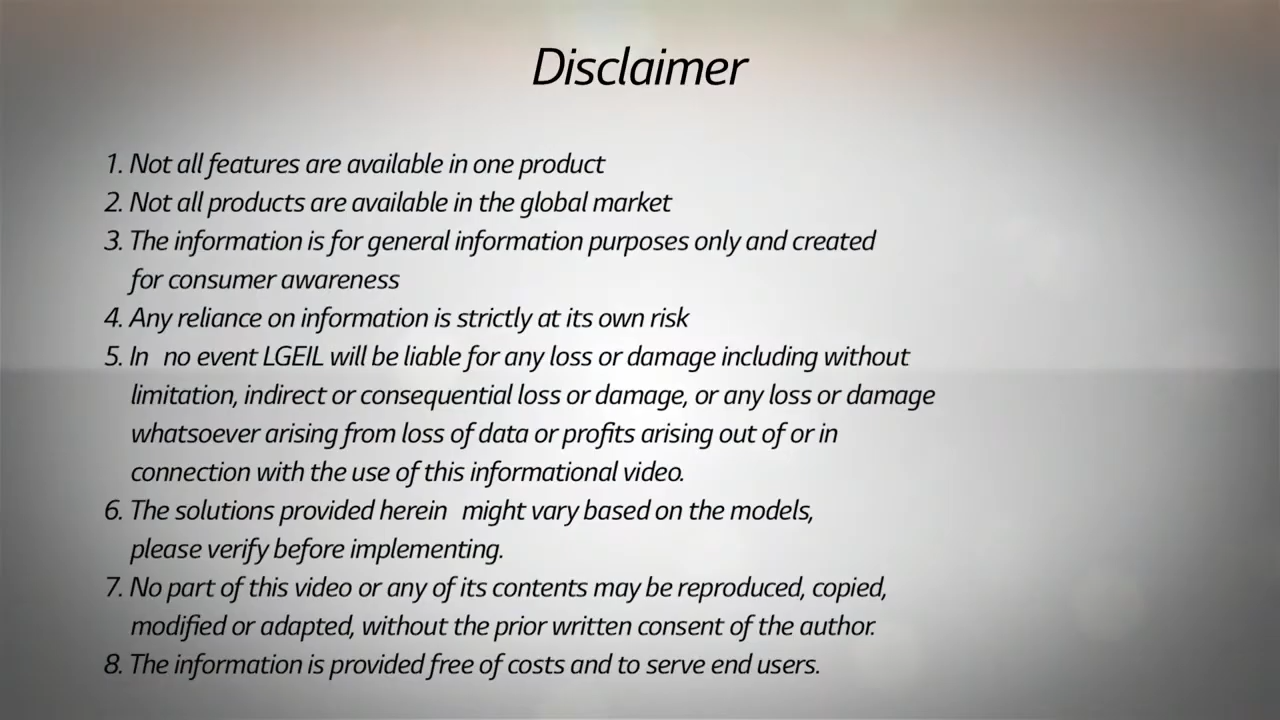 Disclaimer
1. Not all features are available in one product
2. Not all products are available in the global market
3. The information is for general information purposes only and created
for consumer awareness
4. Any reliance on information is strictly at its own risk
5. In no event LGEIL will be liable for any loss or damage including without
limitation, indirect or consequential loss or damage, or any loss or damage
whatsoever arising from loss of data or profits arising out of or in
connection with the use of this informational video.
6. The solutions provided herein might vary based on the models,
please verify before implementing.
7. No part of this video or any of its contents may be reproduced, copied,
modified or adapted, without the prior written consent of the author.
8. The information is provided free of costs and to serve end users.